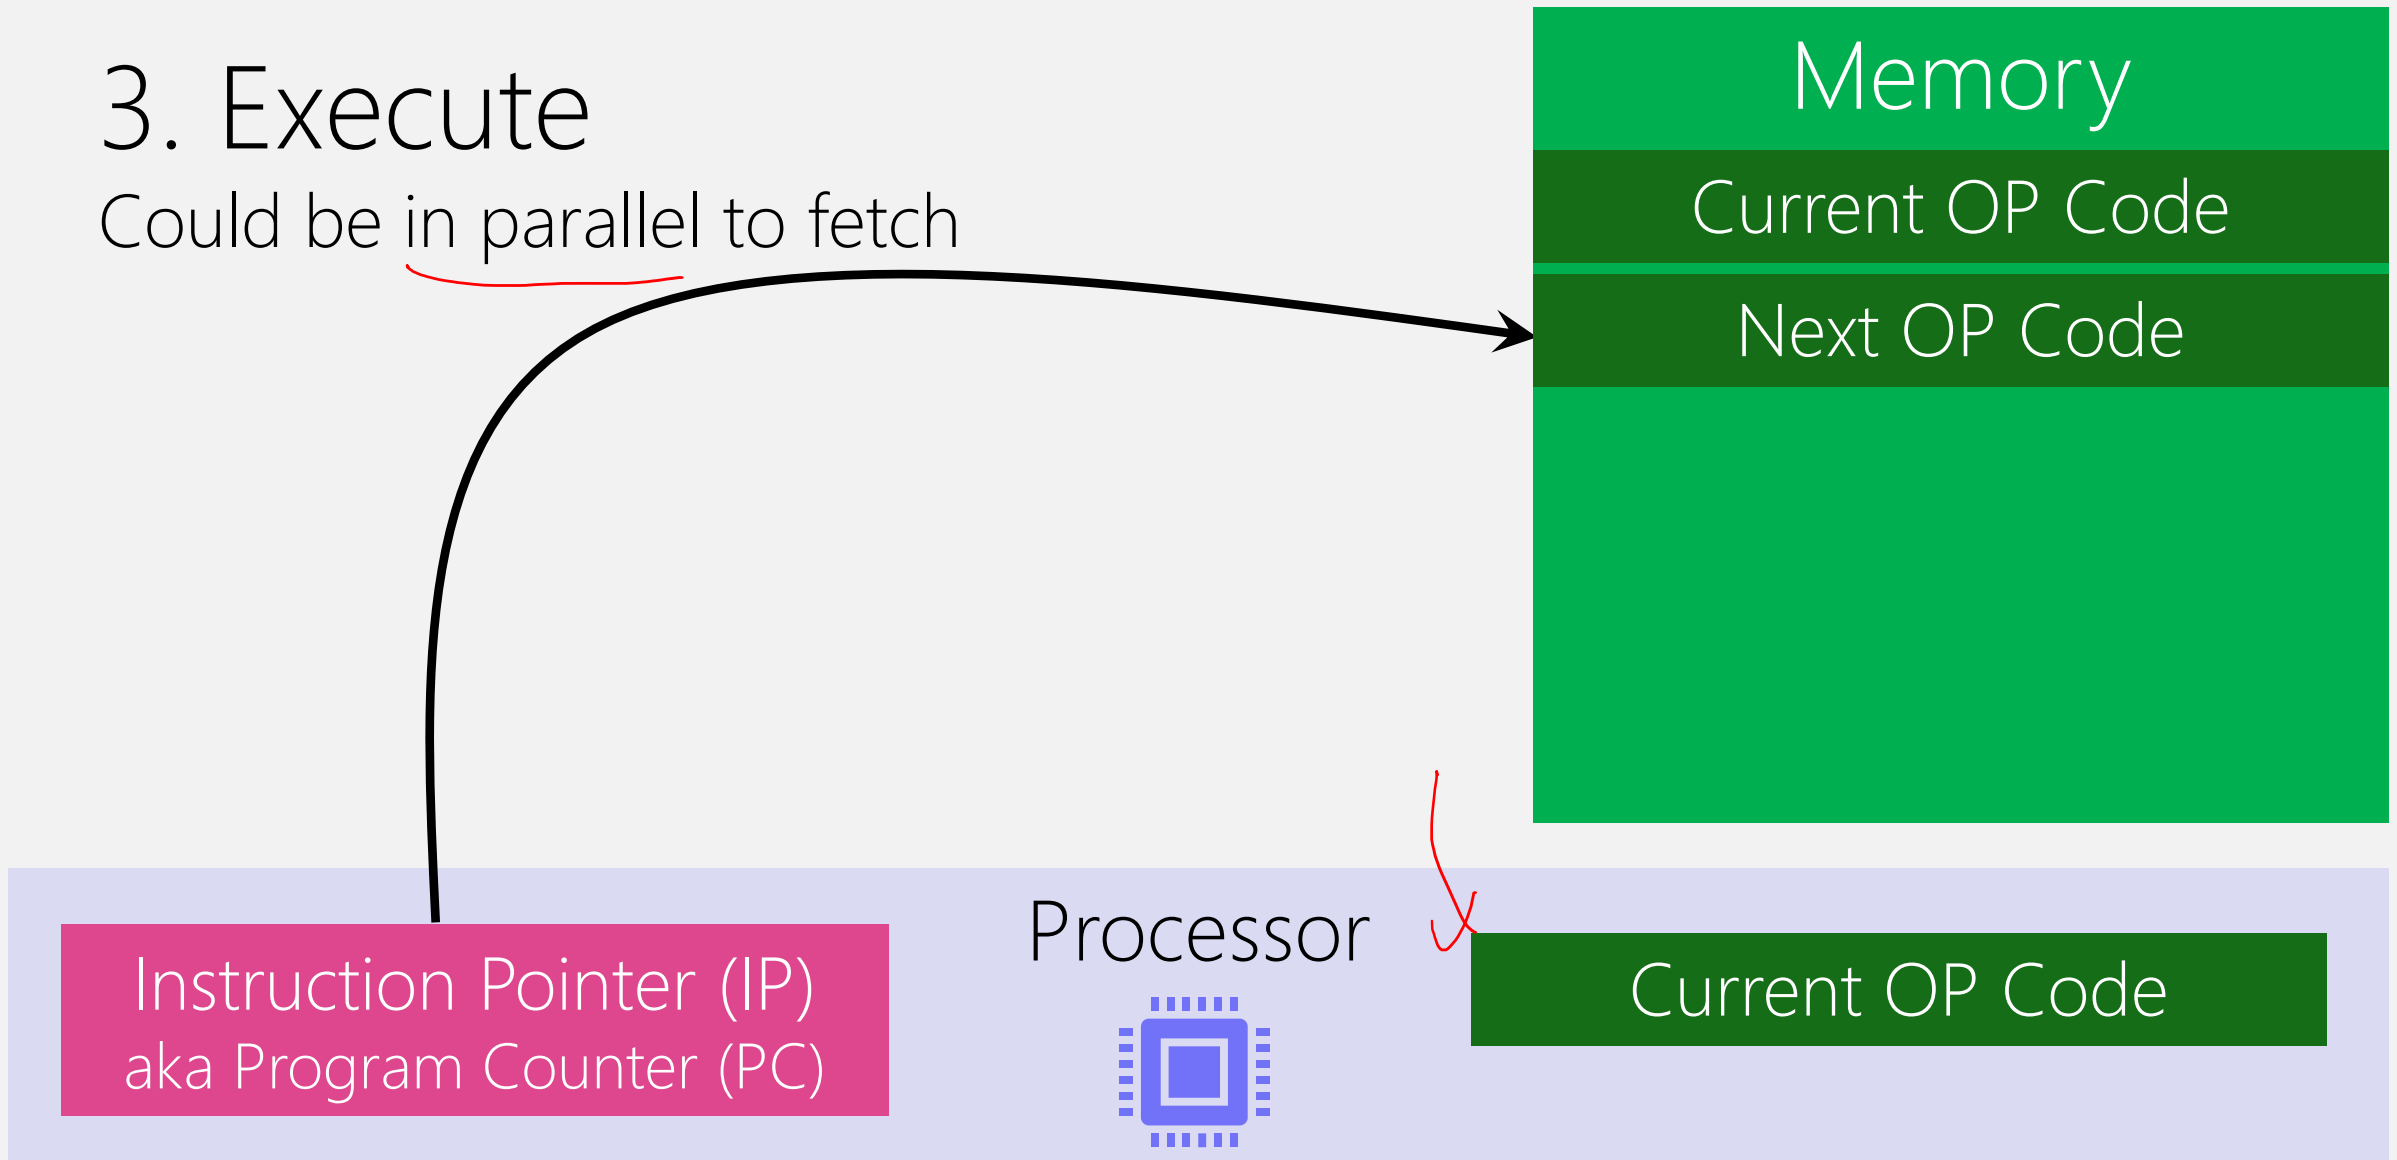 3. Execute
Could be in parallel to fetch
Memory
Current OP Code
Next OP Code
Processor
Instruction Pointer (IP)
aka Program Counter (PC)
Current OP Code